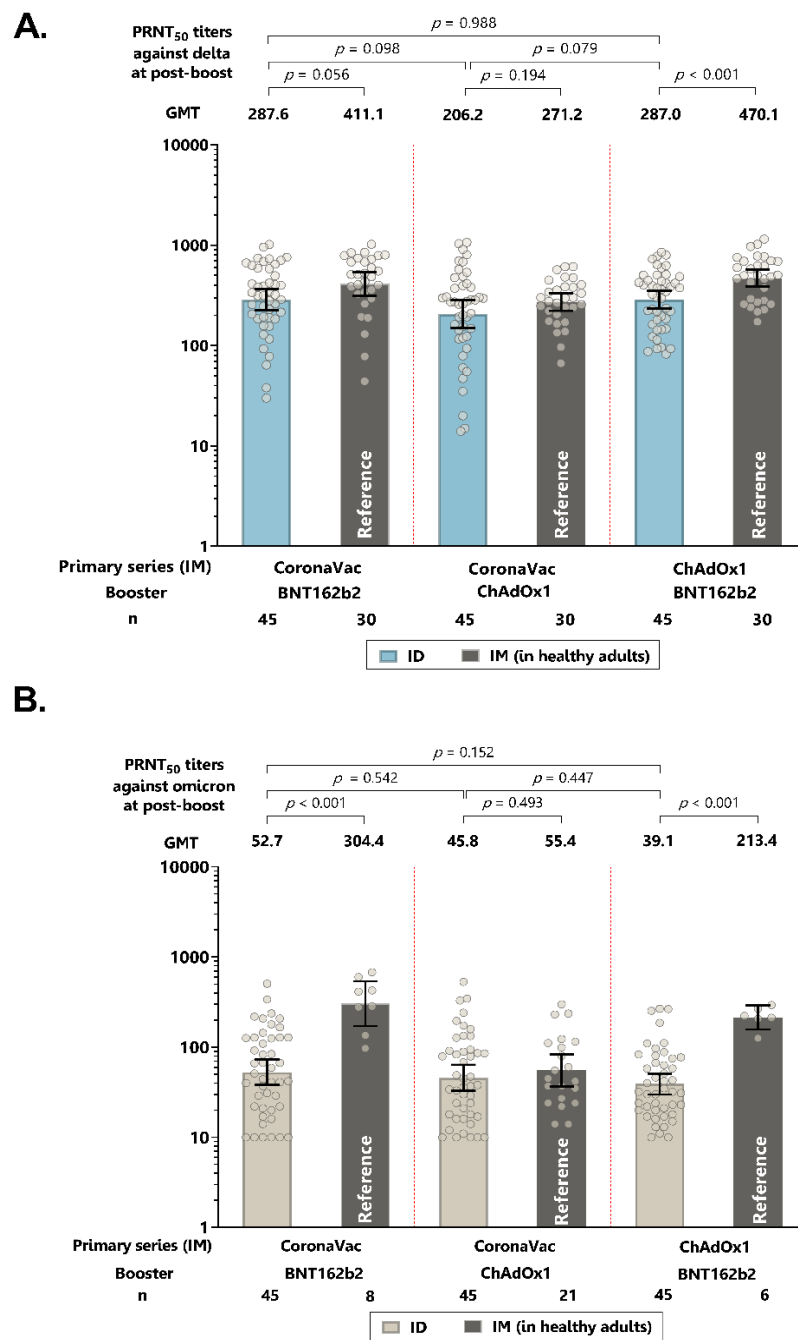 A.
PRNT50 titers
against delta
at post-boost
p = 0.988
p = 0.098 p = 0.079
p = 0.056 p = 0.194 p < 0.001
GMT 287.6 411.1 206.2 271.2 287.0 470.1
10000
1000
100
10
1
Reference Reference Reference
Primary series (IM) CoronaVac CoronaVac ChAdOx1
Booster BNT162b2 ChAdOx1 BNT162b2
n 45 30 45 30 45 30
ID IM (in healthy adults)
B.
PRNT50 titers
against omicron
at post-boost
p = 0.152
p = 0.542 p = 0.447
p < 0.001 p = 0.493 p < 0.001
GMT 52.7 304.4 45.8 55.4 39.1 213.4
10000
1000
100
10
1
Reference Reference Reference
Primary series (IM) CoronaVac CoronaVac ChAdOx1
Booster BNT162b2 ChAdOx1 BNT162b2
n 45 8 45 21 45 6
ID IM (in healthy adults)